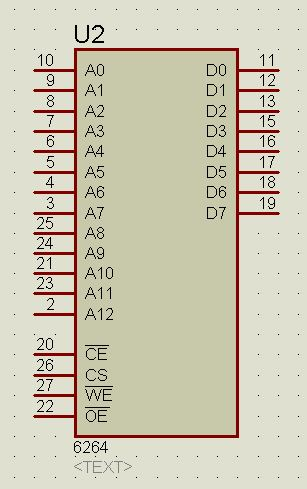 U2
10 A0 D0 11
9 A1 D1 12
8 A2 D2 13
7 A3 D3 15
6 A4 D4 16
5 A5 D5 17
4 A6 D6 18
3 A7 D7 19
25 A8
24 A9
21 A10
23 A11
2 A12
20 CE
26 CS
27 WE
22 OE
6264
<TEXT>